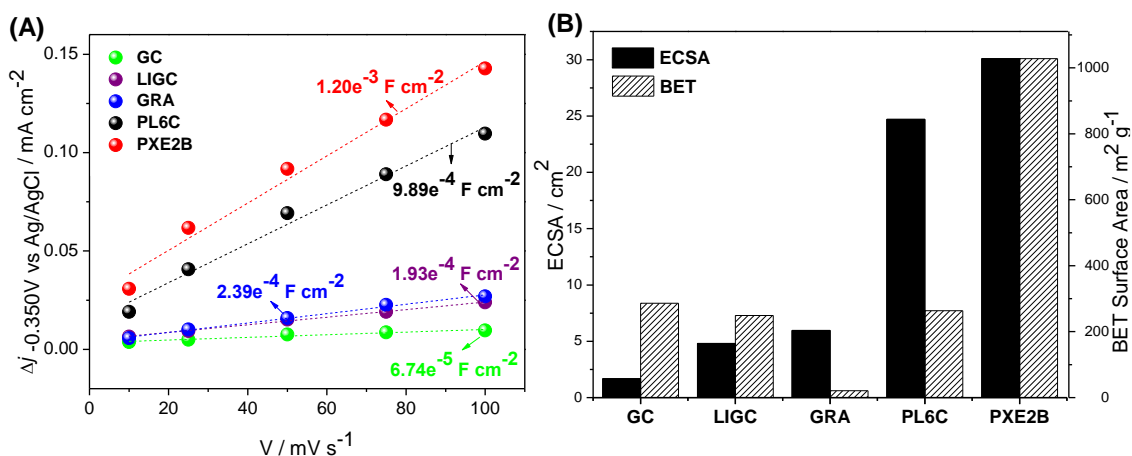 (A)
0.15
0.10
0.05
0.00
Δj -0.350V vs Ag/AgCl / mA cm-2
GC
LIGC
GRA
PL6C
PXE2B
1.20e-3 F cm-2
9.89e-4 F cm-2
2.39e-4 F cm-2
1.93e-4 F cm-2
6.74e-5 F cm-2
0 20 40 60 80 100
V / mV s-1
(B)
30
25
20
15
10
5
0
ECSA / cm2
ECSA
BET
1000
800
600
400
200
0
BET Surface Area / m2 g-1
GC LIGC GRA PL6C PXE2B